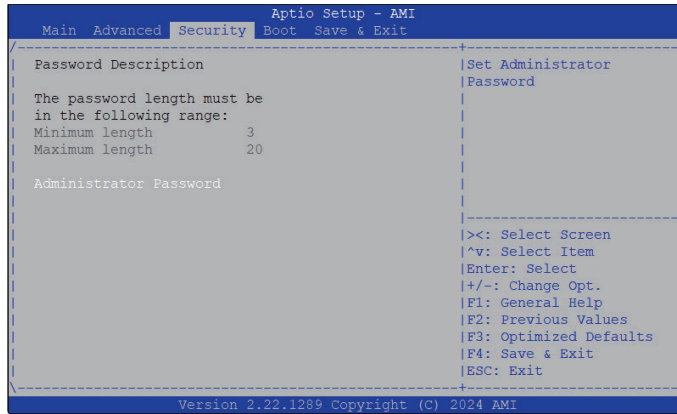 Aptio Setup - AMI
Main Advanced Security Boot Save & Exit
Password Description
The password length must be
in the following range:
Minimum length 3
Maximum length 20
Administrator Password
Set Administrator
Password
><: Select Screen
^v: Select Item
Enter: Select
+/-: Change Opt.
F1: General Help
F2: Previous Values
F3: Optimized Defaults
F4: Save & Exit
ESC: Exit
Version 2.22.1289 Copyright (C) 2024 AMI